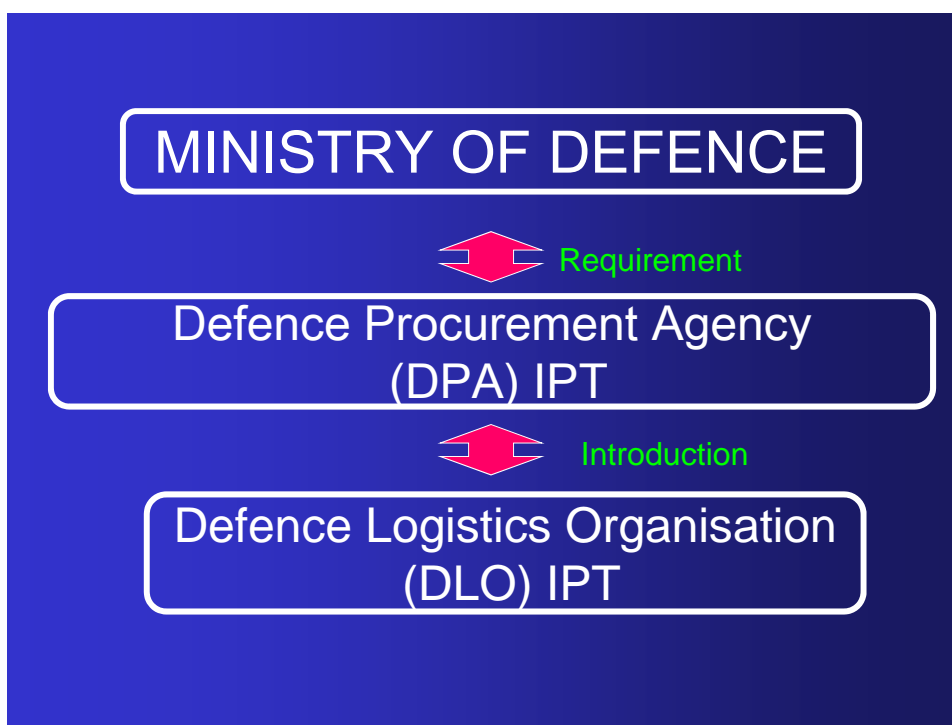 MINISTRY OF DEFENCE
Requirement
Defence Procurement Agency
(DPA) IPT
Introduction
Defence Logistics Organisation
(DLO) IPT